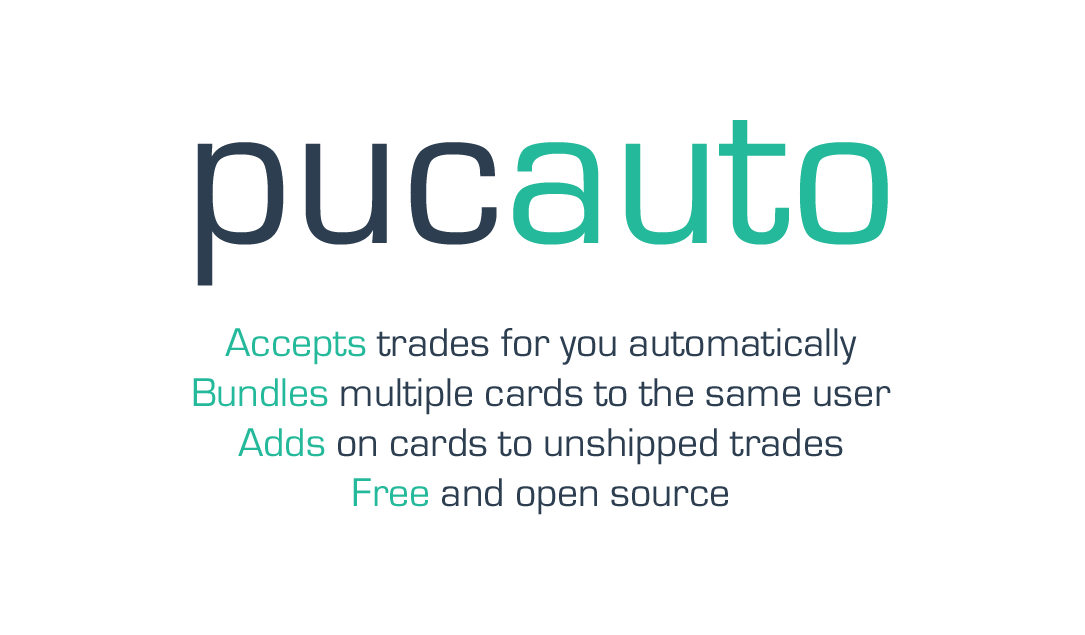 pucauto
Accepts trades for you automatically
Bundles multiple cards to the same user
Adds on cards to unshipped trades
Free and open source